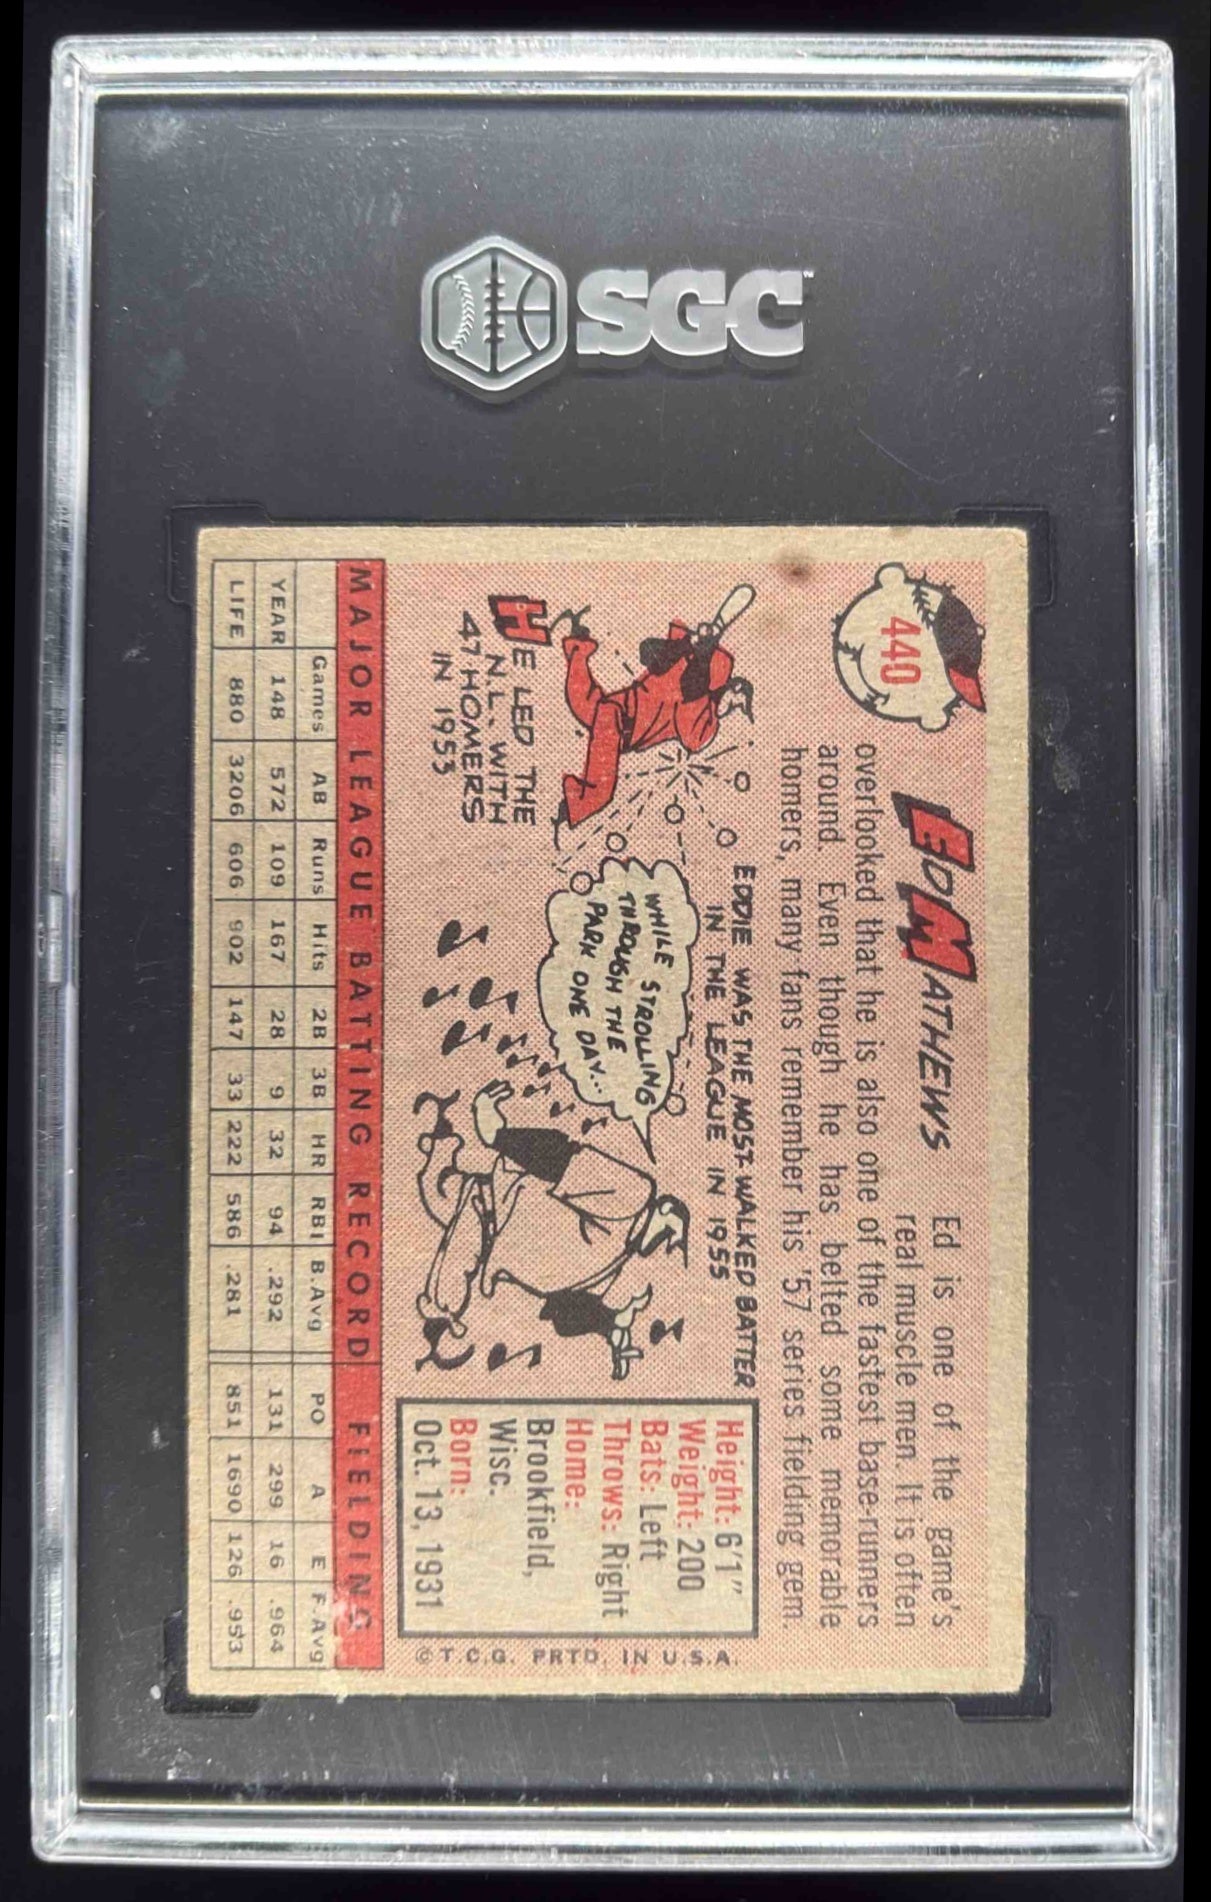 SGC
440
ED MATHEWS
Ed is one of the game's
real muscle men. It is often
overlooked that he is also one of the fastest base-runners
around. Even though he has belted some memorable
homers, many fans remember his '57 series fielding gem
EDDIE WAS THE MOST WALKED BATTER
IN THE LEAGUE IN 1955
WHILE STROLLING
THROUGH THE
PARK ONE DAY...
HE LED THE
N.L. WITH
47 HOMERS
IN 1953
Height: 6'1"
Weight: 200
Bats: Left
Throws: Right
Home:
Brookfield,
Wisc.
Born:
Oct. 13, 1931
© T.C.G. PRTD. IN U.S.A.
MAJOR LEAGUE BATTING RECORD FIELDING
Games AB Runs Hits 2B 3B HR RBI B.Avg PO A E F.Avg
YEAR 148 572 109 167 28 9 32 94 .292 131 299 16 .964
LIFE 880 3206 606 902 147 33 222 586 .281 851 1690 126 .953